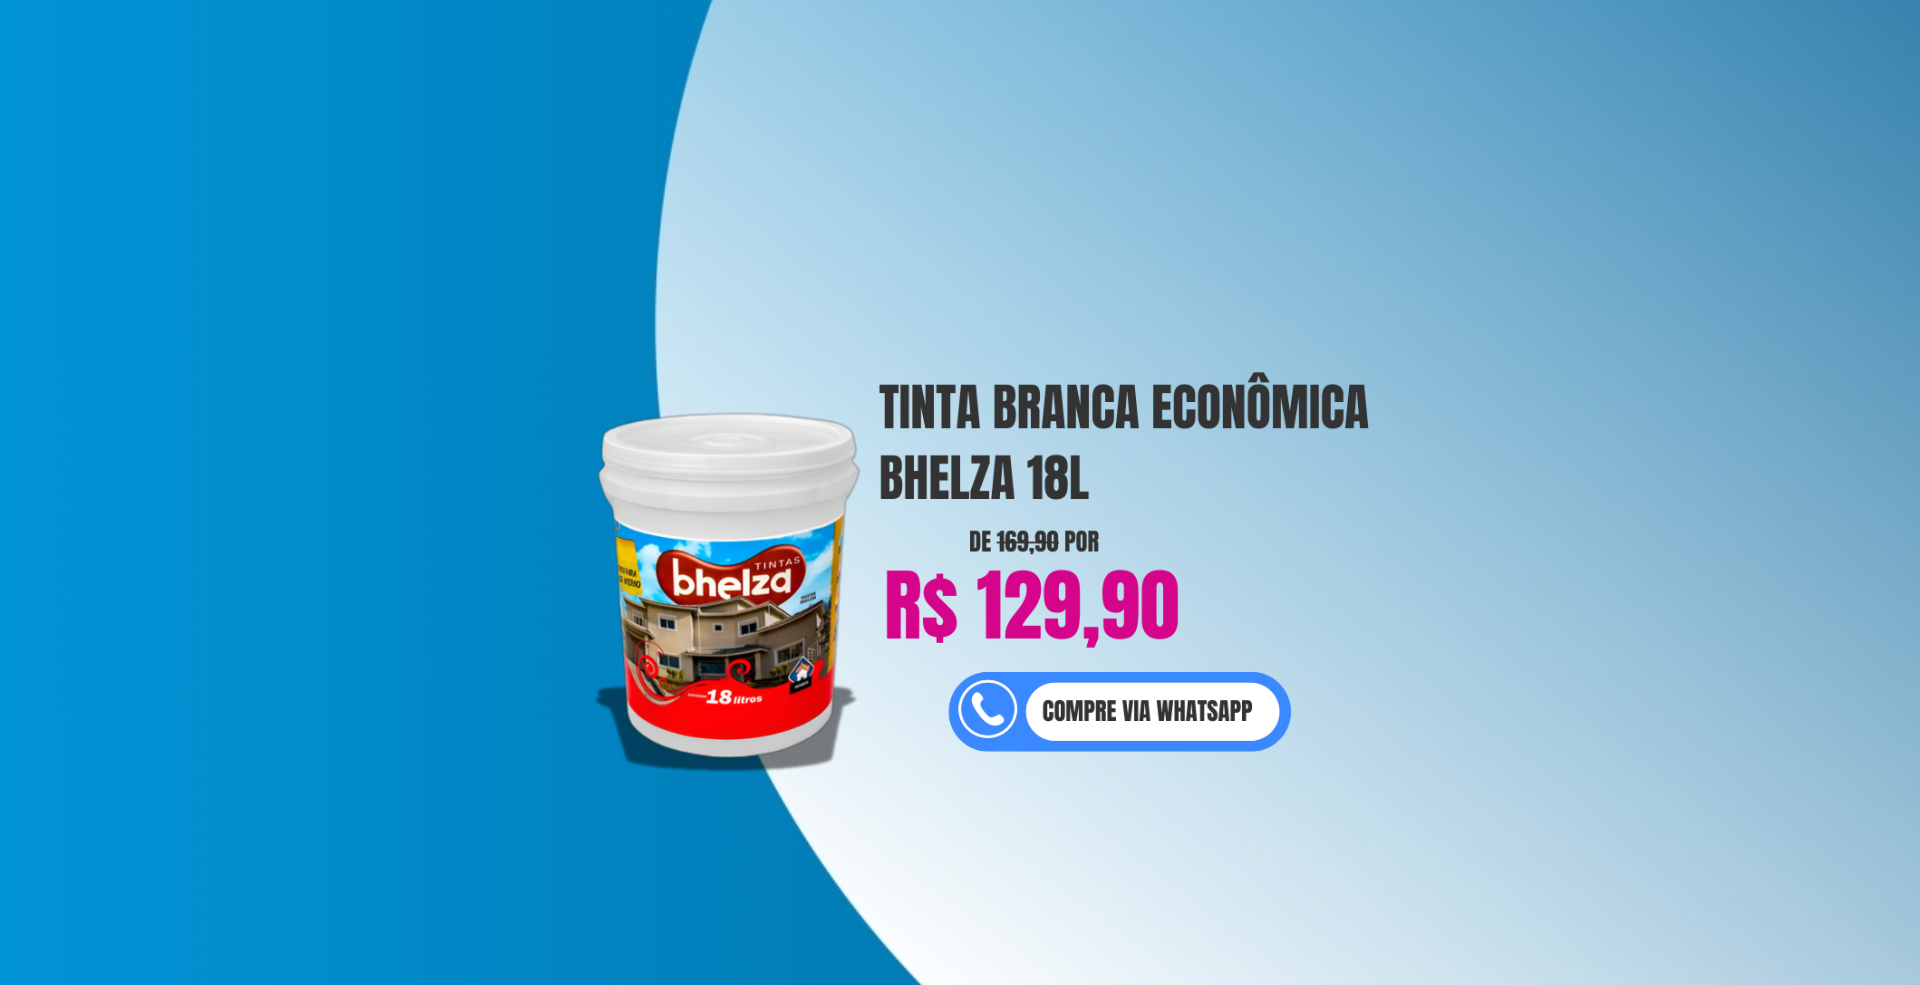 TINTA BRANCA ECONÔMICA
BHELZA 18L
DE 169,90 POR
R$ 129,90
COMPRE VIA WHATSAPP
TINTAS
bhelza
18 litros